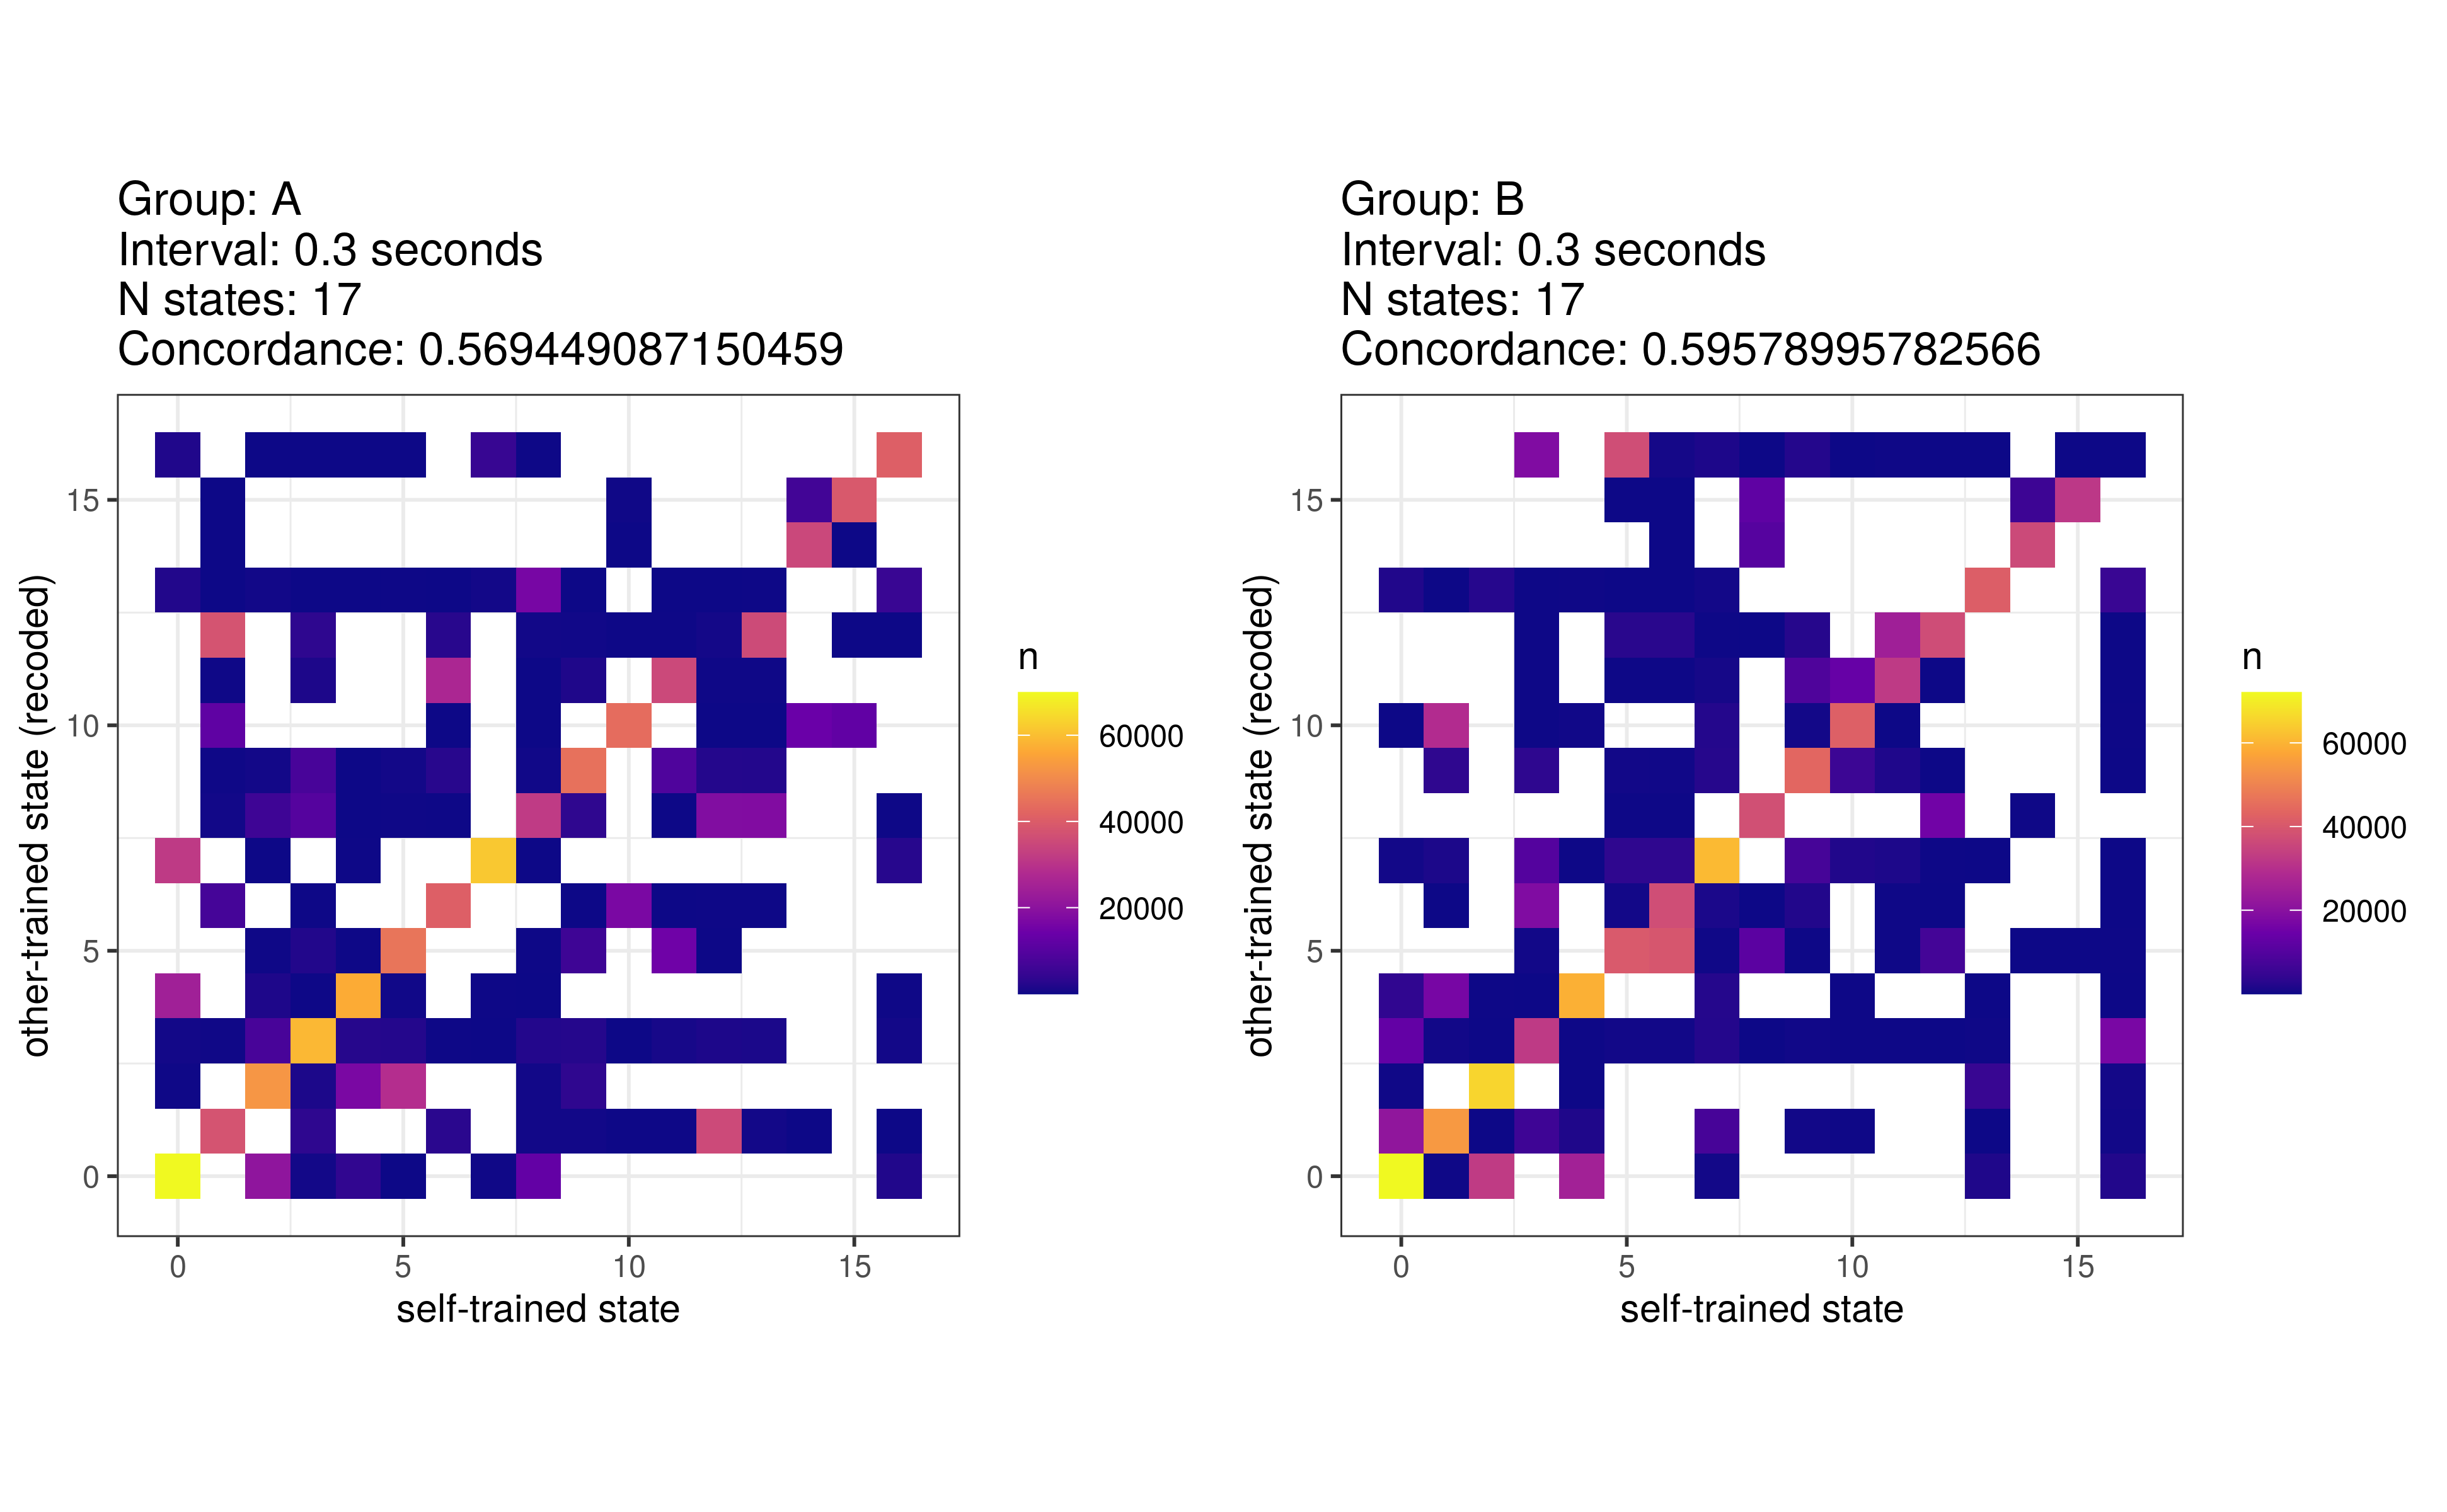 Group: A
Interval: 0.3 seconds
N states: 17
Concordance: 0.569449087150459
other-trained state (recoded)
15
10
5
0
0 5 10 15
self-trained state
n
60000
40000
20000
Group: B
Interval: 0.3 seconds
N states: 17
Concordance: 0.59578995782566
other-trained state (recoded)
15
10
5
0
0 5 10 15
self-trained state
n
60000
40000
20000